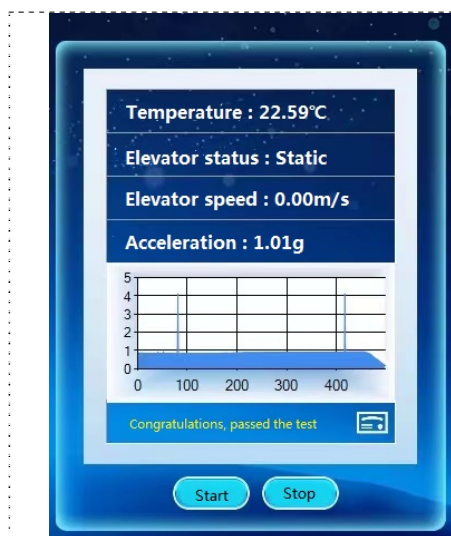 Temperature : 22.59℃
Elevator status : Static
Elevator speed : 0.00m/s
Acceleration : 1.01g
5
4
3
2
1
0
0 100 200 300 400
Congratulations, passed the test
Start Stop